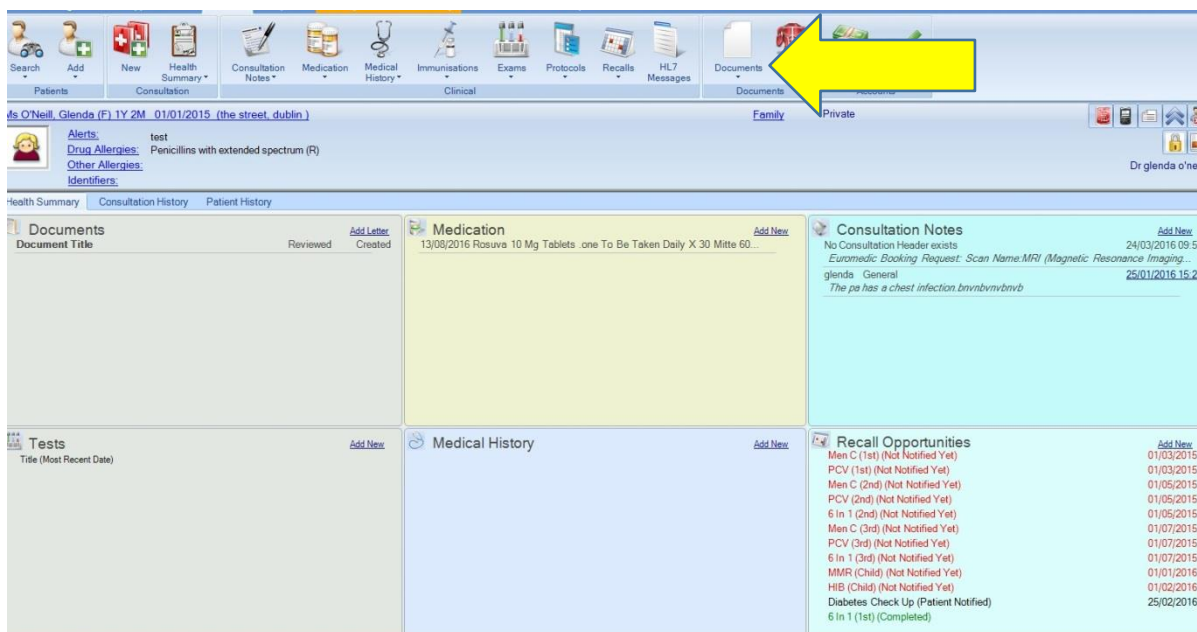 Search
Add
New
Health Summary
Consultation Notes
Medication
Medical History
Immunisations
Exams
Protocols
Recalls
HL7 Messages
Documents
Patients
Consultation
Clinical
Documents
Ms O'Neill, Glenda (F) 1Y 2M 01/01/2015 (the street, dublin )
Family
Private
Alerts: test
Drug Allergies: Penicillins with extended spectrum (R)
Other Allergies:
Identifiers:
Dr glenda o'ne
Health Summary Consultation History Patient History
Documents Add Letter
Document Title Reviewed Created
Medication Add New
13/08/2016 Rosuva 10 Mg Tablets .one To Be Taken Daily X 30 Mitte 60...
Consultation Notes Add New
No Consultation Header exists 24/03/2016 09:5
Euromedic Booking Request: Scan Name:MRI (Magnetic Resonance Imaging...
glenda General 25/01/2016 15:2
The pa has a chest infection.bnvnbvnvbnvb
Tests Add New
Title (Most Recent Date)
Medical History Add New
Recall Opportunities Add New
Men C (1st) (Not Notified Yet) 01/03/2015
PCV (1st) (Not Notified Yet) 01/03/2015
Men C (2nd) (Not Notified Yet) 01/05/2015
PCV (2nd) (Not Notified Yet) 01/05/2015
6 In 1 (2nd) (Not Notified Yet) 01/05/2015
Men C (3rd) (Not Notified Yet) 01/07/2015
PCV (3rd) (Not Notified Yet) 01/07/2015
6 In 1 (3rd) (Not Notified Yet) 01/07/2015
MMR (Child) (Not Notified Yet) 01/01/2016
HIB (Child) (Not Notified Yet) 01/02/2016
Diabetes Check Up (Patient Notified) 25/02/2016
6 In 1 (1st) (Completed)